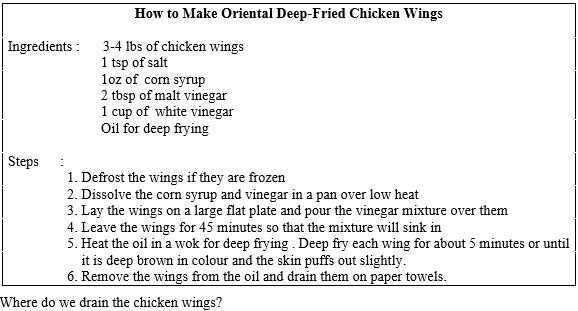 How to Make Oriental Deep-Fried Chicken Wings
Ingredients : 3-4 lbs of chicken wings
1 tsp of salt
1oz of corn syrup
2 tbsp of malt vinegar
1 cup of white vinegar
Oil for deep frying
Steps :
1. Defrost the wings if they are frozen
2. Dissolve the corn syrup and vinegar in a pan over low heat
3. Lay the wings on a large flat plate and pour the vinegar mixture over them
4. Leave the wings for 45 minutes so that the mixture will sink in
5. Heat the oil in a wok for deep frying . Deep fry each wing for about 5 minutes or until
it is deep brown in colour and the skin puffs out slightly.
6. Remove the wings from the oil and drain them on paper towels.
Where do we drain the chicken wings?